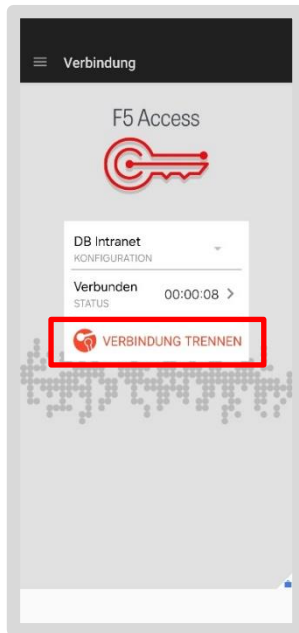 Verbindung
F5 Access
DB Intranet
KONFIGURATION
Verbunden
00:00:08
STATUS
VERBINDUNG TRENNEN